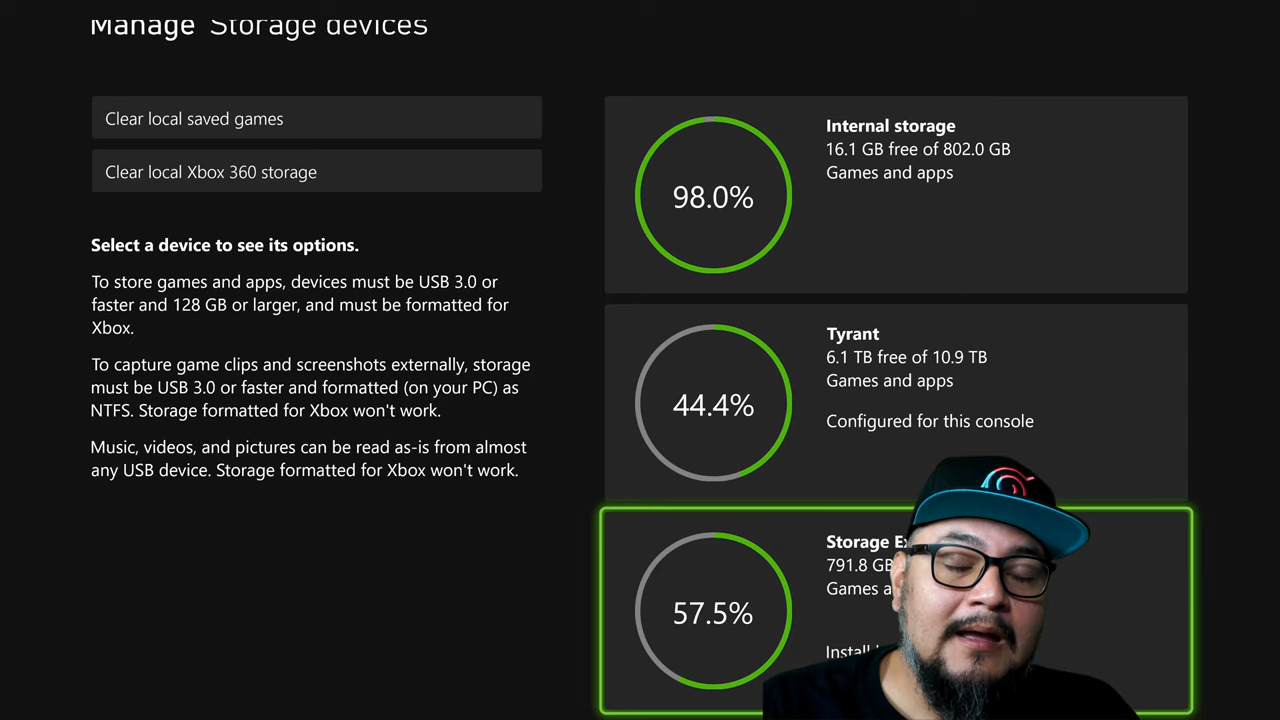 Manage Storage devices
Clear local saved games
Clear local Xbox 360 storage
Select a device to see its options.
To store games and apps, devices must be USB 3.0 or
faster and 128 GB or larger, and must be formatted for
Xbox.
To capture game clips and screenshots externally, storage
must be USB 3.0 or faster and formatted (on your PC) as
NTFS. Storage formatted for Xbox won't work.
Music, videos, and pictures can be read as-is from almost
any USB device. Storage formatted for Xbox won't work.
98.0%
Internal storage
16.1 GB free of 802.0 GB
Games and apps
44.4%
Tyrant
6.1 TB free of 10.9 TB
Games and apps
Configured for this console
57.5%
Storage
791.8 GB
Games
Install